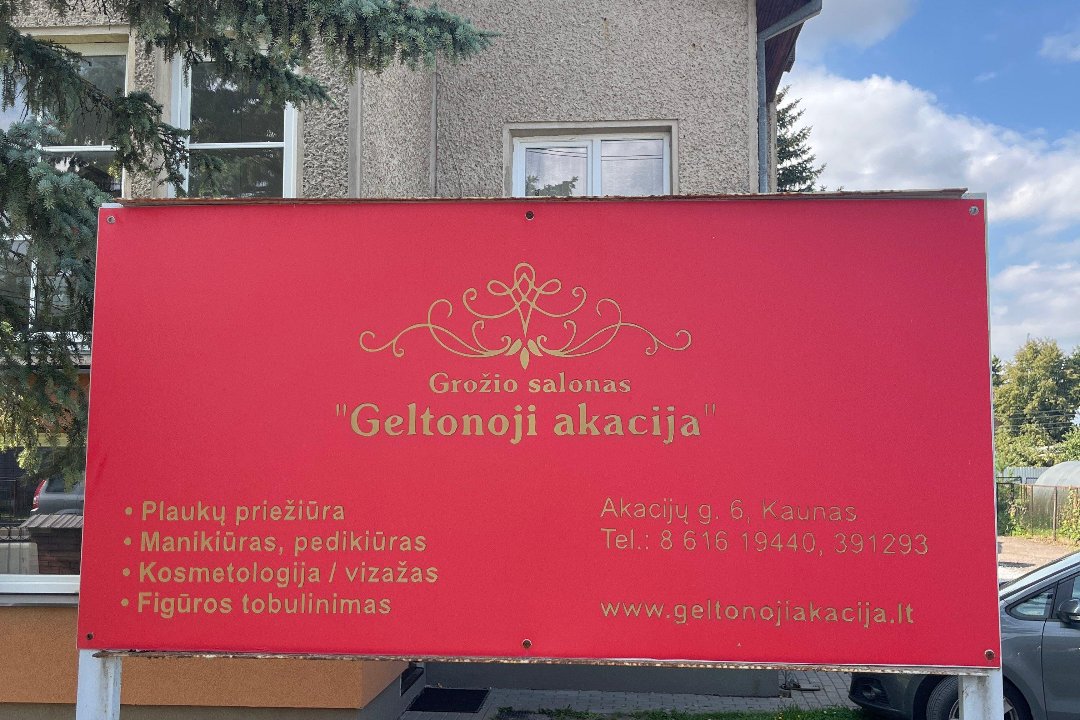 Grožio salonas
"Geltonoji akacija"
• Plaukų priežiūra
• Manikiūras, pedikiūras
• Kosmetologija / vizažas
• Figūros tobulinimas
Akacijų g. 6, Kaunas
Tel.: 8 616 19440, 391293
www.geltonojiakacija.lt